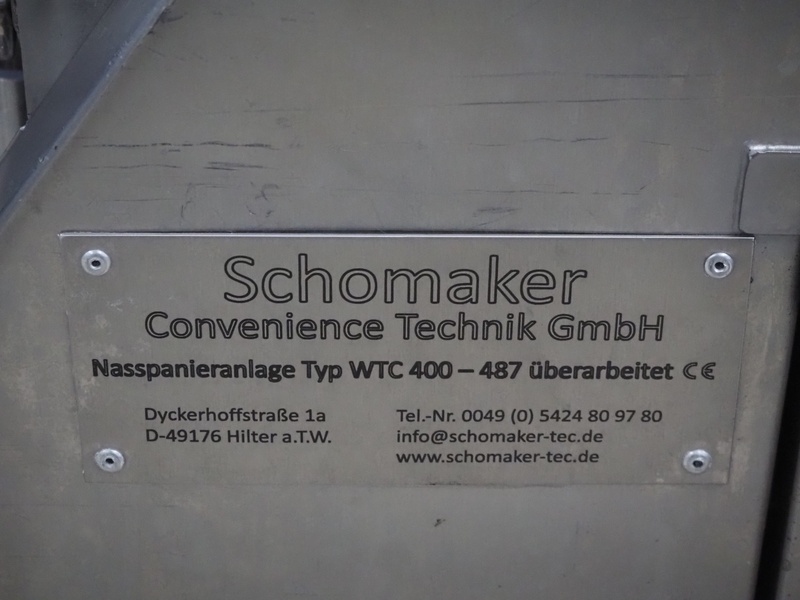 Schomaker
Convenience Technik GmbH
Nasspanieranlage Typ WTC 400 – 487 überarbeitet CE
Dyckerhoffstraße 1a
D-49176 Hilter a.T.W.
Tel.-Nr. 0049 (0) 5424 80 97 80
info@schomaker-tec.de
www.schomaker-tec.de